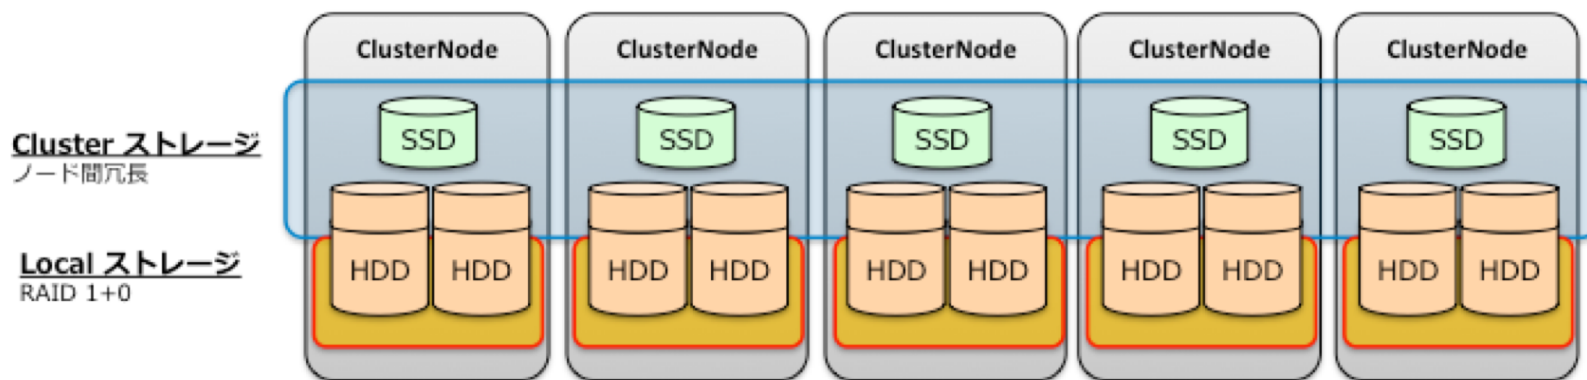 ClusterNode ClusterNode ClusterNode ClusterNode ClusterNode
SSD SSD SSD SSD SSD
Cluster ストレージ
ノード間冗長
HDD HDD HDD HDD HDD HDD HDD HDD HDD HDD
Local ストレージ
RAID 1+0